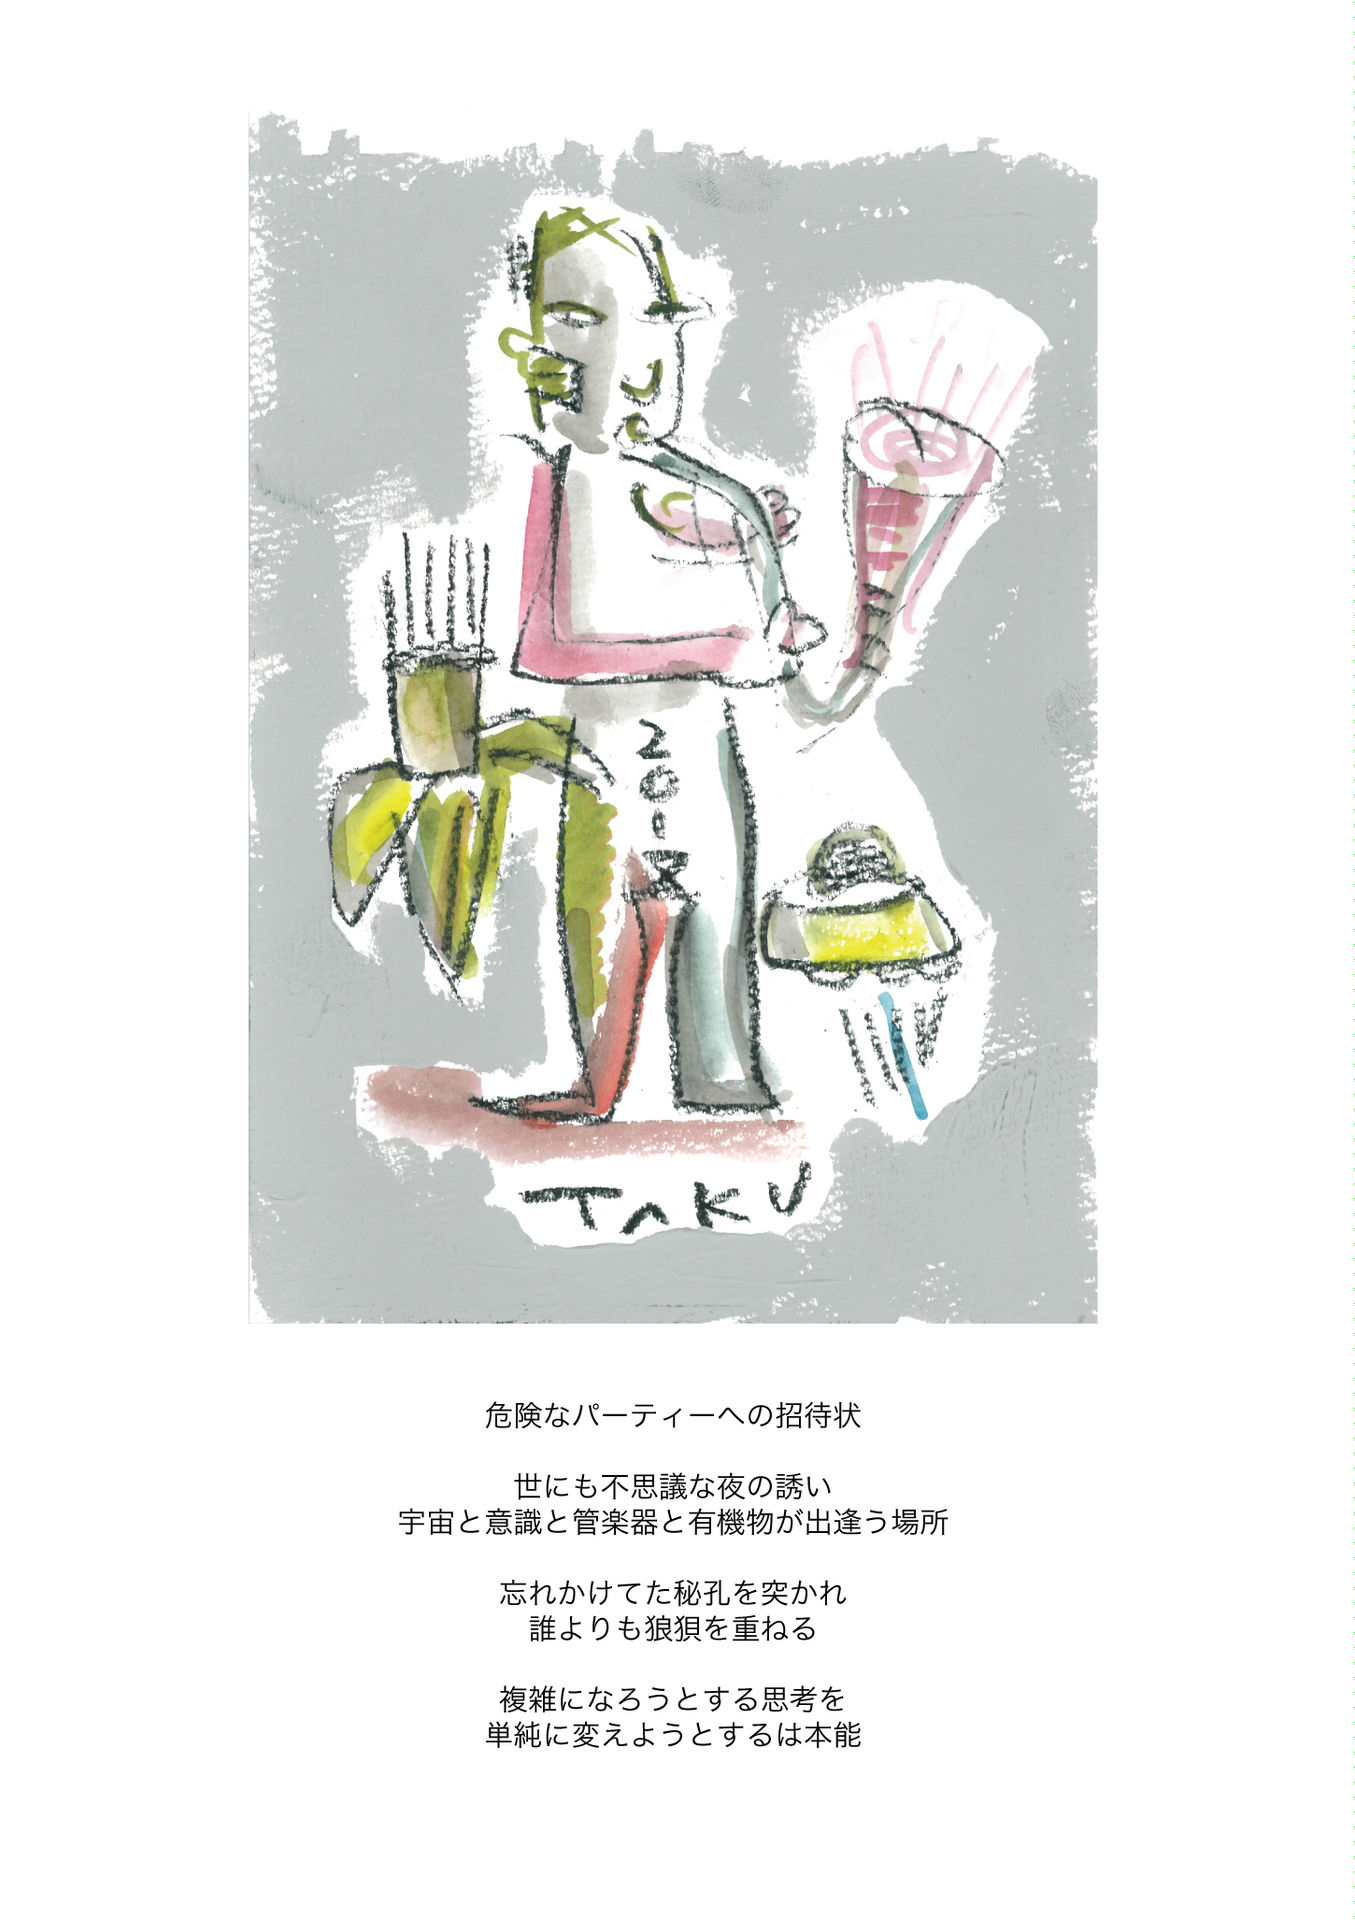 TAKU
危険なパーティーへの招待状
世にも不思議な夜の誘い
宇宙と意識と管楽器と有機物が出逢う場所
忘れかけてた秘孔を突かれ
誰よりも狼狽を重ねる
複雑になろうとする思考を
単純に変えようとするは本能